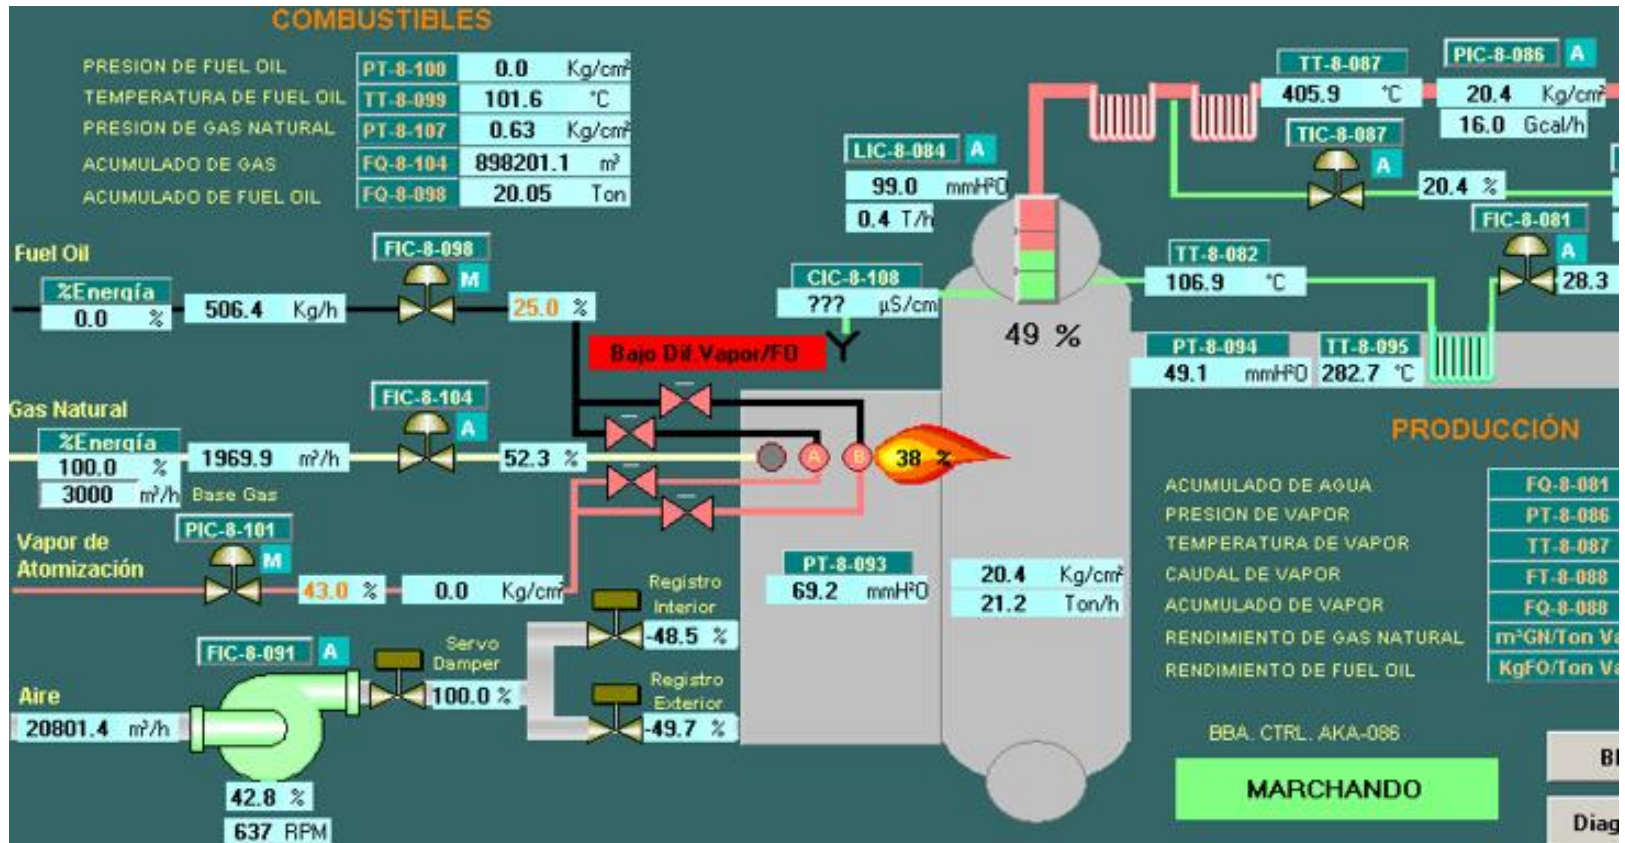 COMBUSTIBLES
PRESION DE FUEL OIL PT-8-100 0.0 Kg/cm²
TEMPERATURA DE FUEL OIL TT-8-099 101.6 °C
PRESION DE GAS NATURAL PT-8-107 0.63 Kg/cm²
ACUMULADO DE GAS FQ-8-104 898201.1 m³
ACUMULADO DE FUEL OIL FQ-8-098 20.05 Ton
TT-8-087
405.9 °C
PIC-8-086 A
20.4 Kg/cm²
16.0 Gcal/h
LIC-8-084 A
99.0 mmH²O
0.4 T/h
TIC-8-087
A
20.4 %
FIC-8-081
A
28.3
Fuel Oil
%Energía
0.0 %
506.4 Kg/h
FIC-8-098
M
25.0 %
CIC-8-108
??? µS/cm
TT-8-082
106.9 °C
49 %
Bajo Dif.Vapor/FO
PT-8-094
49.1 mmH²O
TT-8-095
282.7 °C
Gas Natural
%Energía
100.0 %
3000 m³/h Base Gas
1969.9 m³/h
FIC-8-104
A
52.3 %
A
B
38 %
Vapor de
Atomización
PIC-8-101
M
43.0 %
0.0 Kg/cm²
PT-8-093
69.2 mmH²O
20.4 Kg/cm²
21.2 Ton/h
Registro
Interior
-48.5 %
Registro
Exterior
-49.7 %
FIC-8-091 A
Servo
Damper
100.0 %
Aire
20801.4 m³/h
42.8 %
637 RPM
PRODUCCIÓN
ACUMULADO DE AGUA FQ-8-081
PRESION DE VAPOR PT-8-086
TEMPERATURA DE VAPOR TT-8-087
CAUDAL DE VAPOR FT-8-088
ACUMULADO DE VAPOR FQ-8-088
RENDIMIENTO DE GAS NATURAL m³GN/Ton Va
RENDIMIENTO DE FUEL OIL KgFO/Ton Va
BBA. CTRL. AKA-086
MARCHANDO
Diag